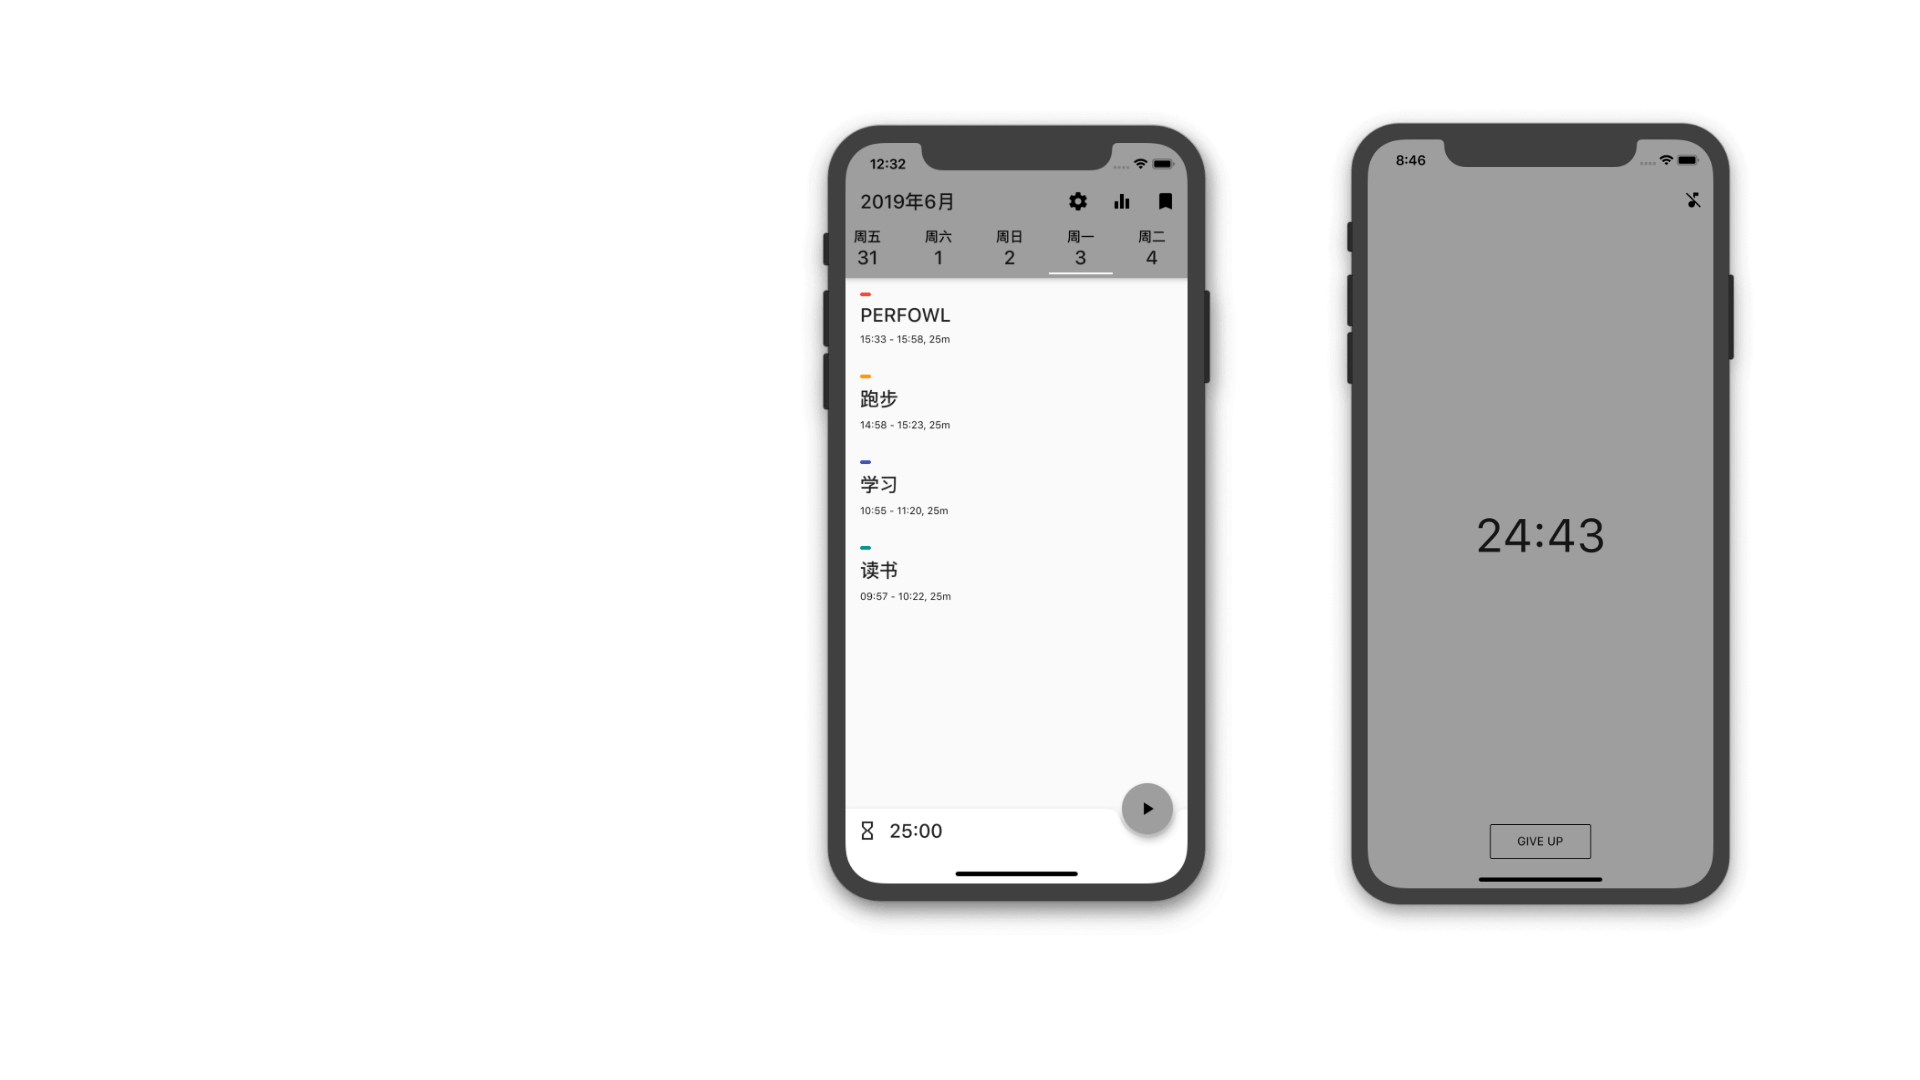 12:32
2019年6月
周五 周六 周日 周一 周二
31 1 2 3 4
PERFOWL
15:33 - 15:58, 25m
跑步
14:58 - 15:23, 25m
学习
10:55 - 11:20, 25m
读书
09:57 - 10:22, 25m
25:00
8:46
24:43
GIVE UP